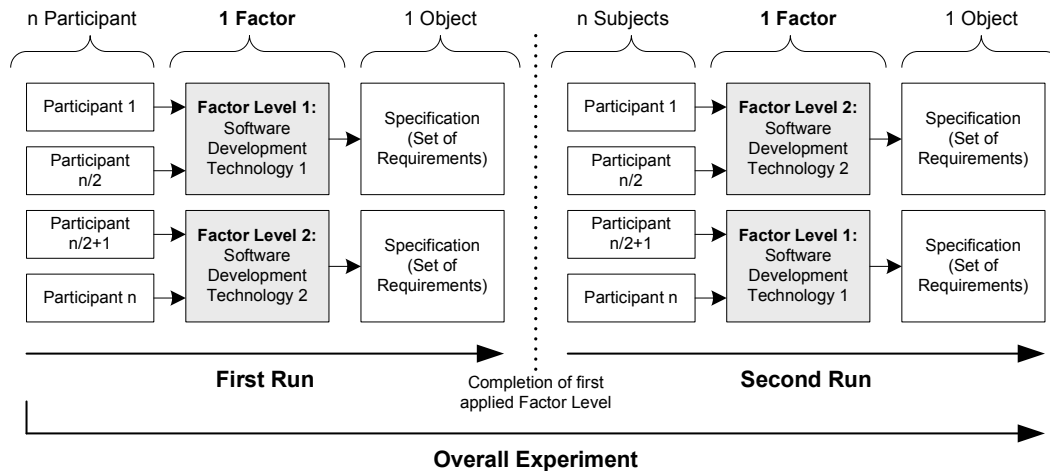 n Participant
1 Factor
1 Object
n Subjects
1 Factor
1 Object
Participant 1
Participant
n/2
Factor Level 1:
Software
Development
Technology 1
Specification
(Set of
Requirements)
Participant
n/2+1
Participant n
Factor Level 2:
Software
Development
Technology 2
Specification
(Set of
Requirements)
Participant 1
Participant
n/2
Factor Level 2:
Software
Development
Technology 2
Specification
(Set of
Requirements)
Participant
n/2+1
Participant n
Factor Level 1:
Software
Development
Technology 1
Specification
(Set of
Requirements)
First Run
Completion of first
applied Factor Level
Second Run
Overall Experiment